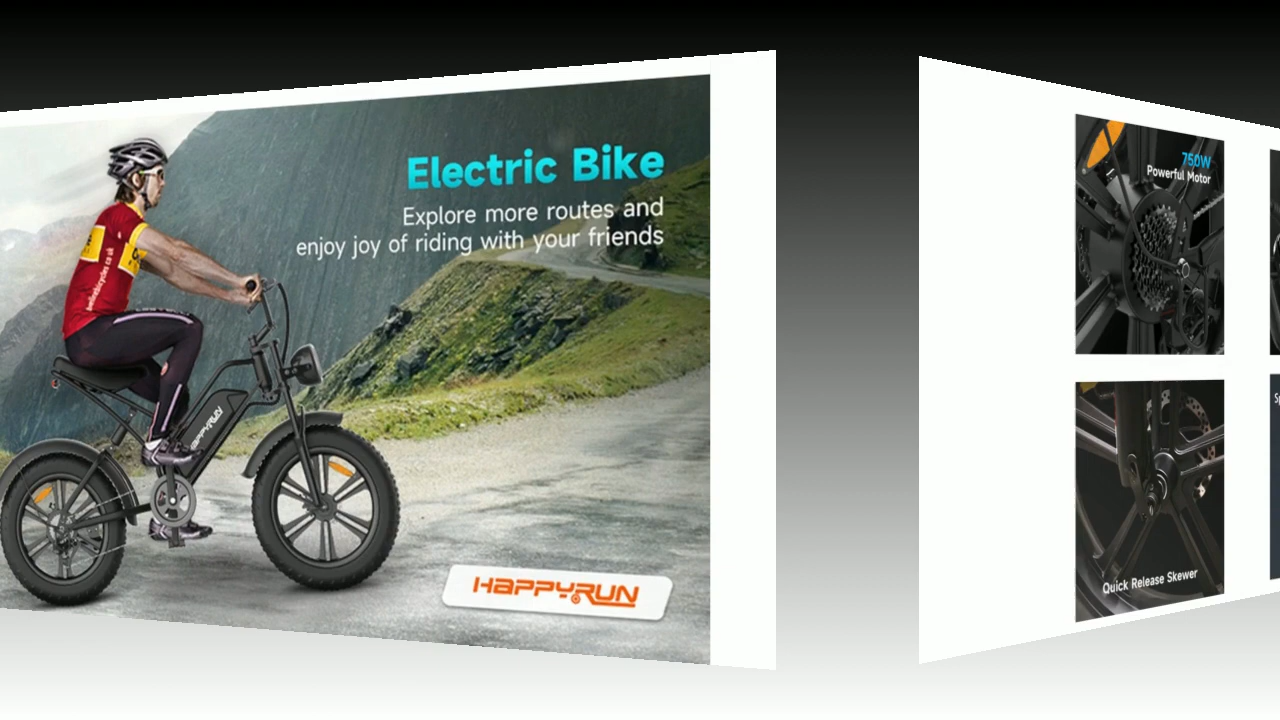 Electric Bike
Explore more routes and
enjoy joy of riding with your friends
HAPPYRUN
HAPPYRUN
750W
Powerful Motor
Quick Release Skewer